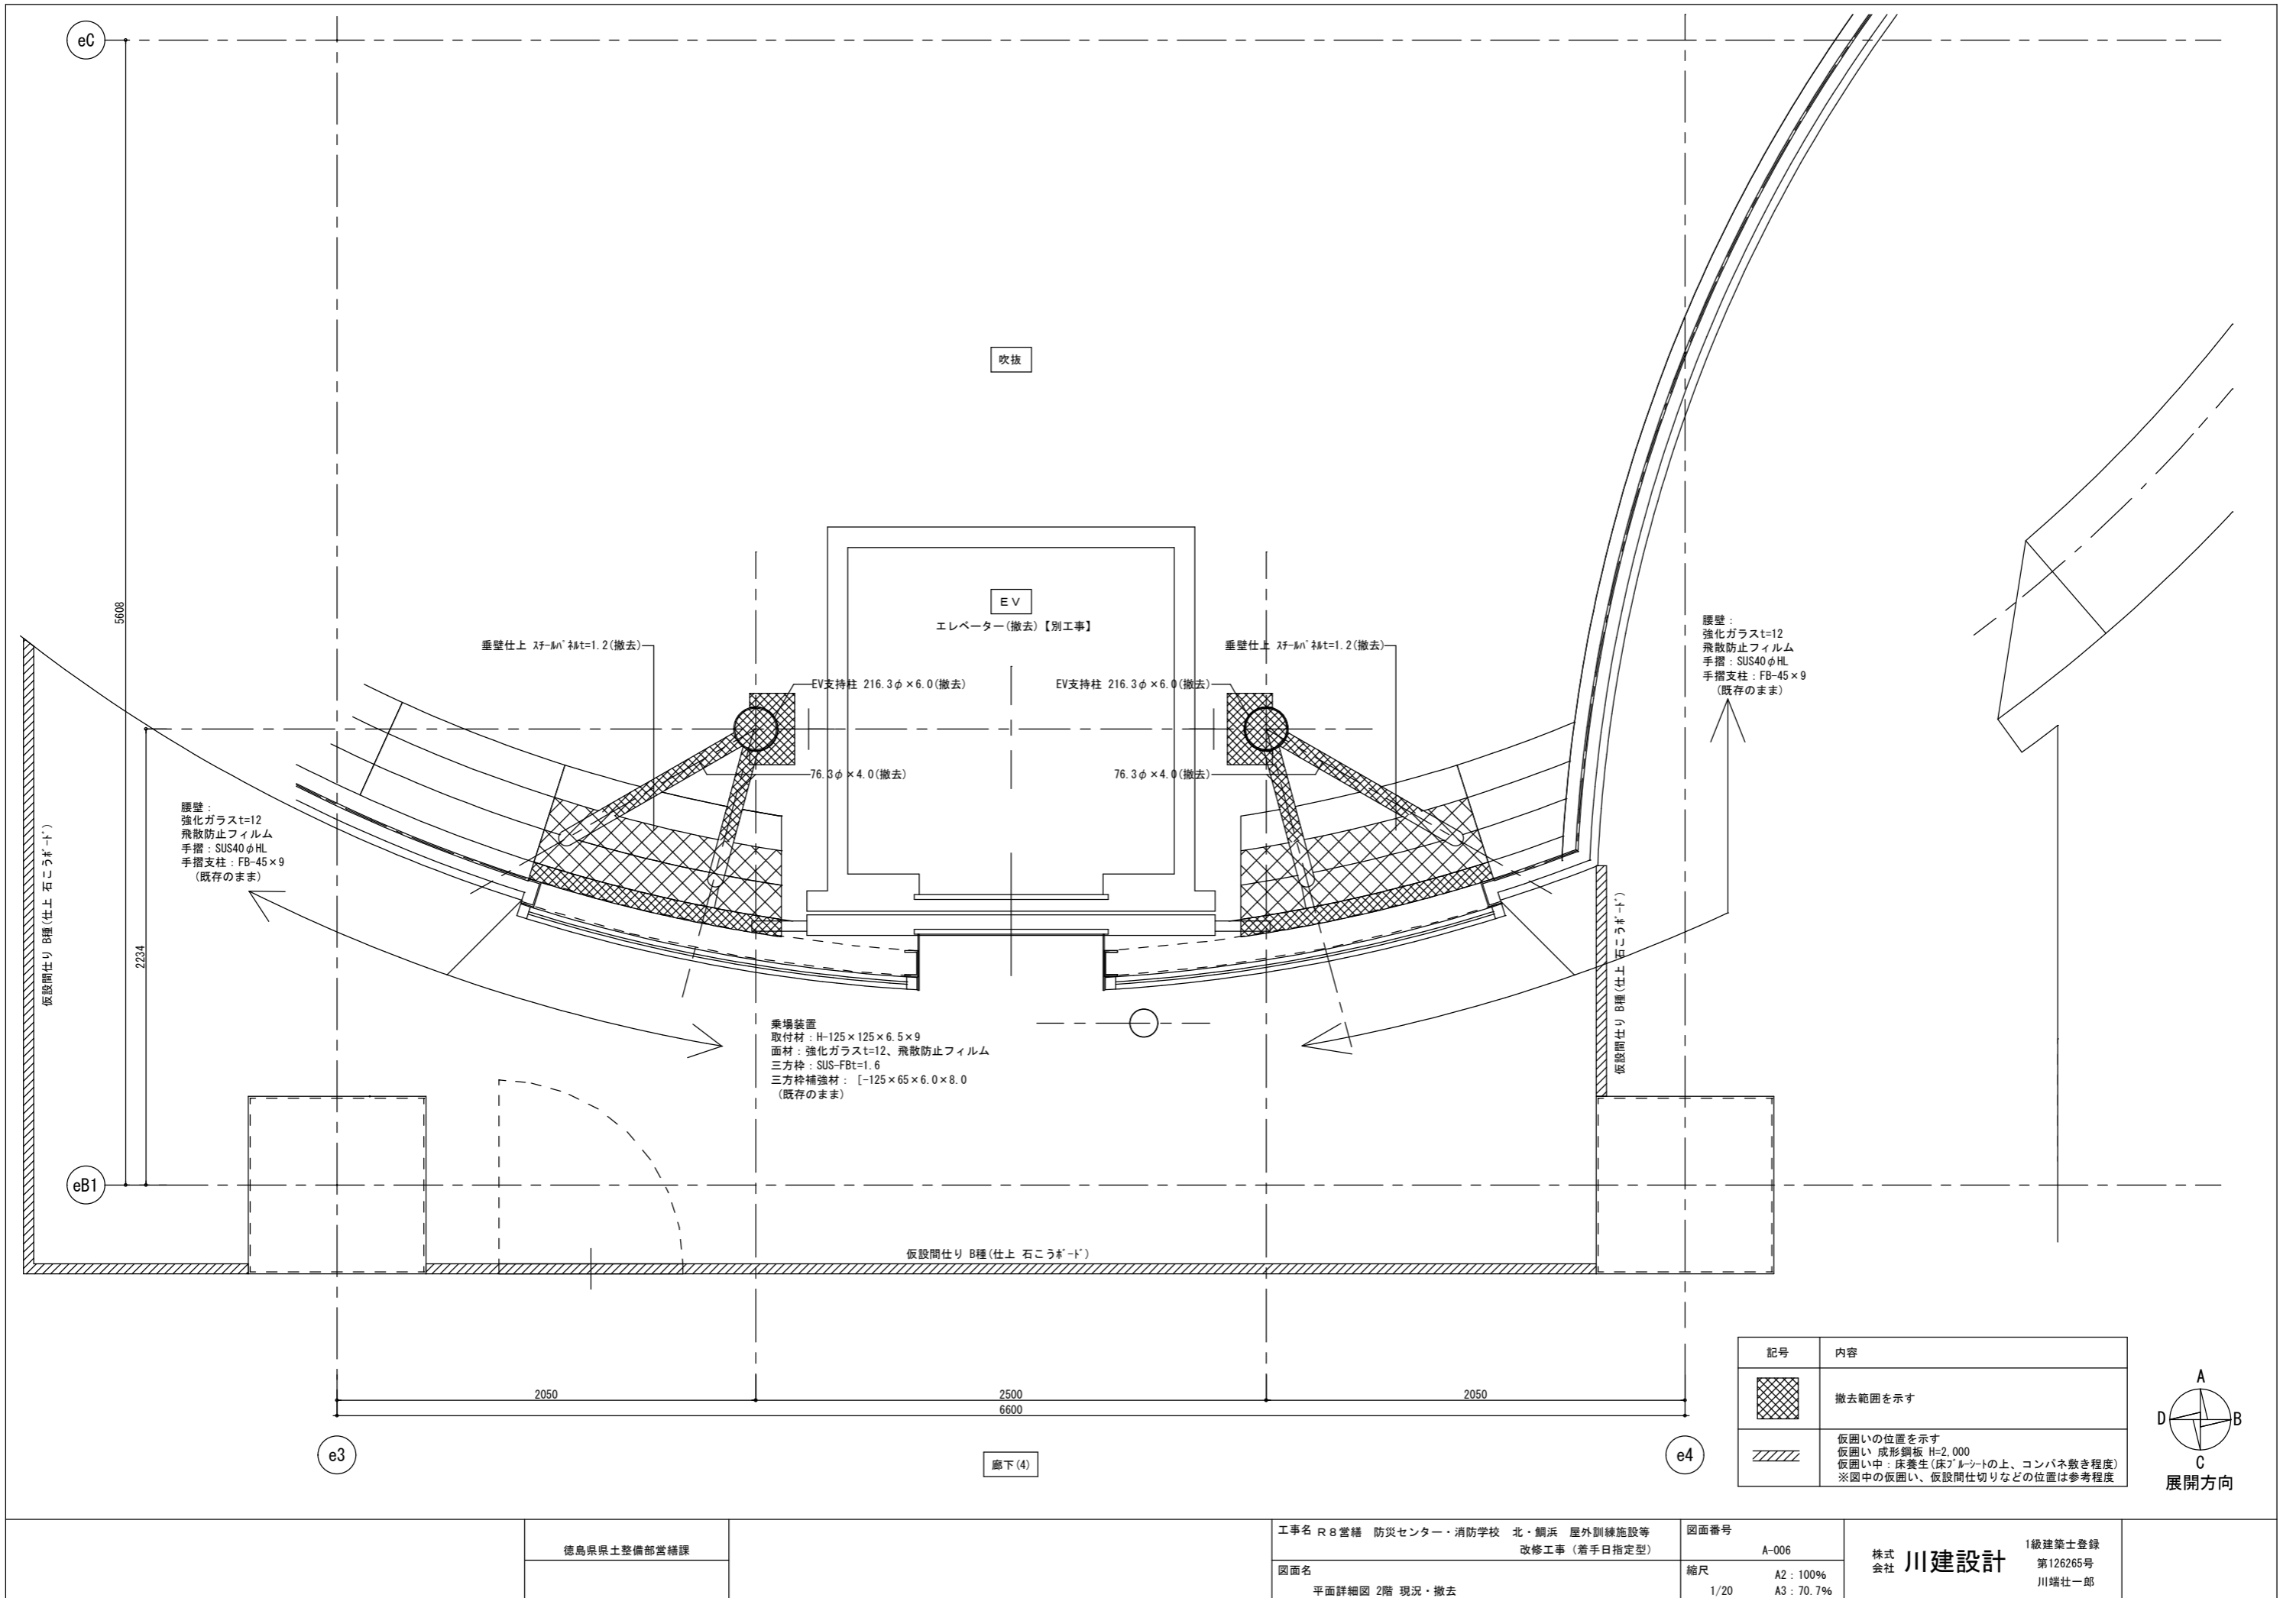 eC
吹抜
5608
EV
エレベーター(撤去)【別工事】
垂壁仕上 ｽﾁｰﾙﾊﾟﾈﾙt=1.2(撤去)
垂壁仕上 ｽﾁｰﾙﾊﾟﾈﾙt=1.2(撤去)
腰壁：
強化ガラスt=12
飛散防止フィルム
手摺：SUS40φHL
手摺支柱：FB-45×9
(既存のまま)
EV支持柱 216.3φ×6.0(撤去)
EV支持柱 216.3φ×6.0(撤去)
76.3φ×4.0(撤去)
76.3φ×4.0(撤去)
腰壁：
強化ガラスt=12
飛散防止フィルム
手摺：SUS40φHL
手摺支柱：FB-45×9
(既存のまま)
仮設間仕り B種(仕上 石こうﾎﾞｰﾄﾞ)
2234
仮設間仕り B種(仕上 石こうﾎﾞｰﾄﾞ)
乗場装置
取付材：H-125×125×6.5×9
面材：強化ガラスt=12、飛散防止フィルム
三方枠：SUS-FBt=1.6
三方枠補強材： [-125×65×6.0×8.0
(既存のまま)
eB1
仮設間仕り B種(仕上 石こうﾎﾞｰﾄﾞ)
2050
2500
2050
6600
e3
廊下(4)
e4
記号
内容
撤去範囲を示す
仮囲いの位置を示す
仮囲い 成形鋼板 H=2,000
仮囲い中：床養生(床ﾌﾞﾙｰｼｰﾄの上、コンパネ敷き程度)
※図中の仮囲い、仮設間仕切りなどの位置は参考程度
A
D
B
C
展開方向
徳島県県土整備部営繕課
工事名 R8営繕 防災センター・消防学校 北・鯛浜 屋外訓練施設等
改修工事（着手日指定型）
図面名
平面詳細図 2階 現況・撤去
図面番号
A-006
縮尺
1/20
A2：100%
A3：70.7%
株式
会社
川建設計
1級建築士登録
第126265号
川端壮一郎